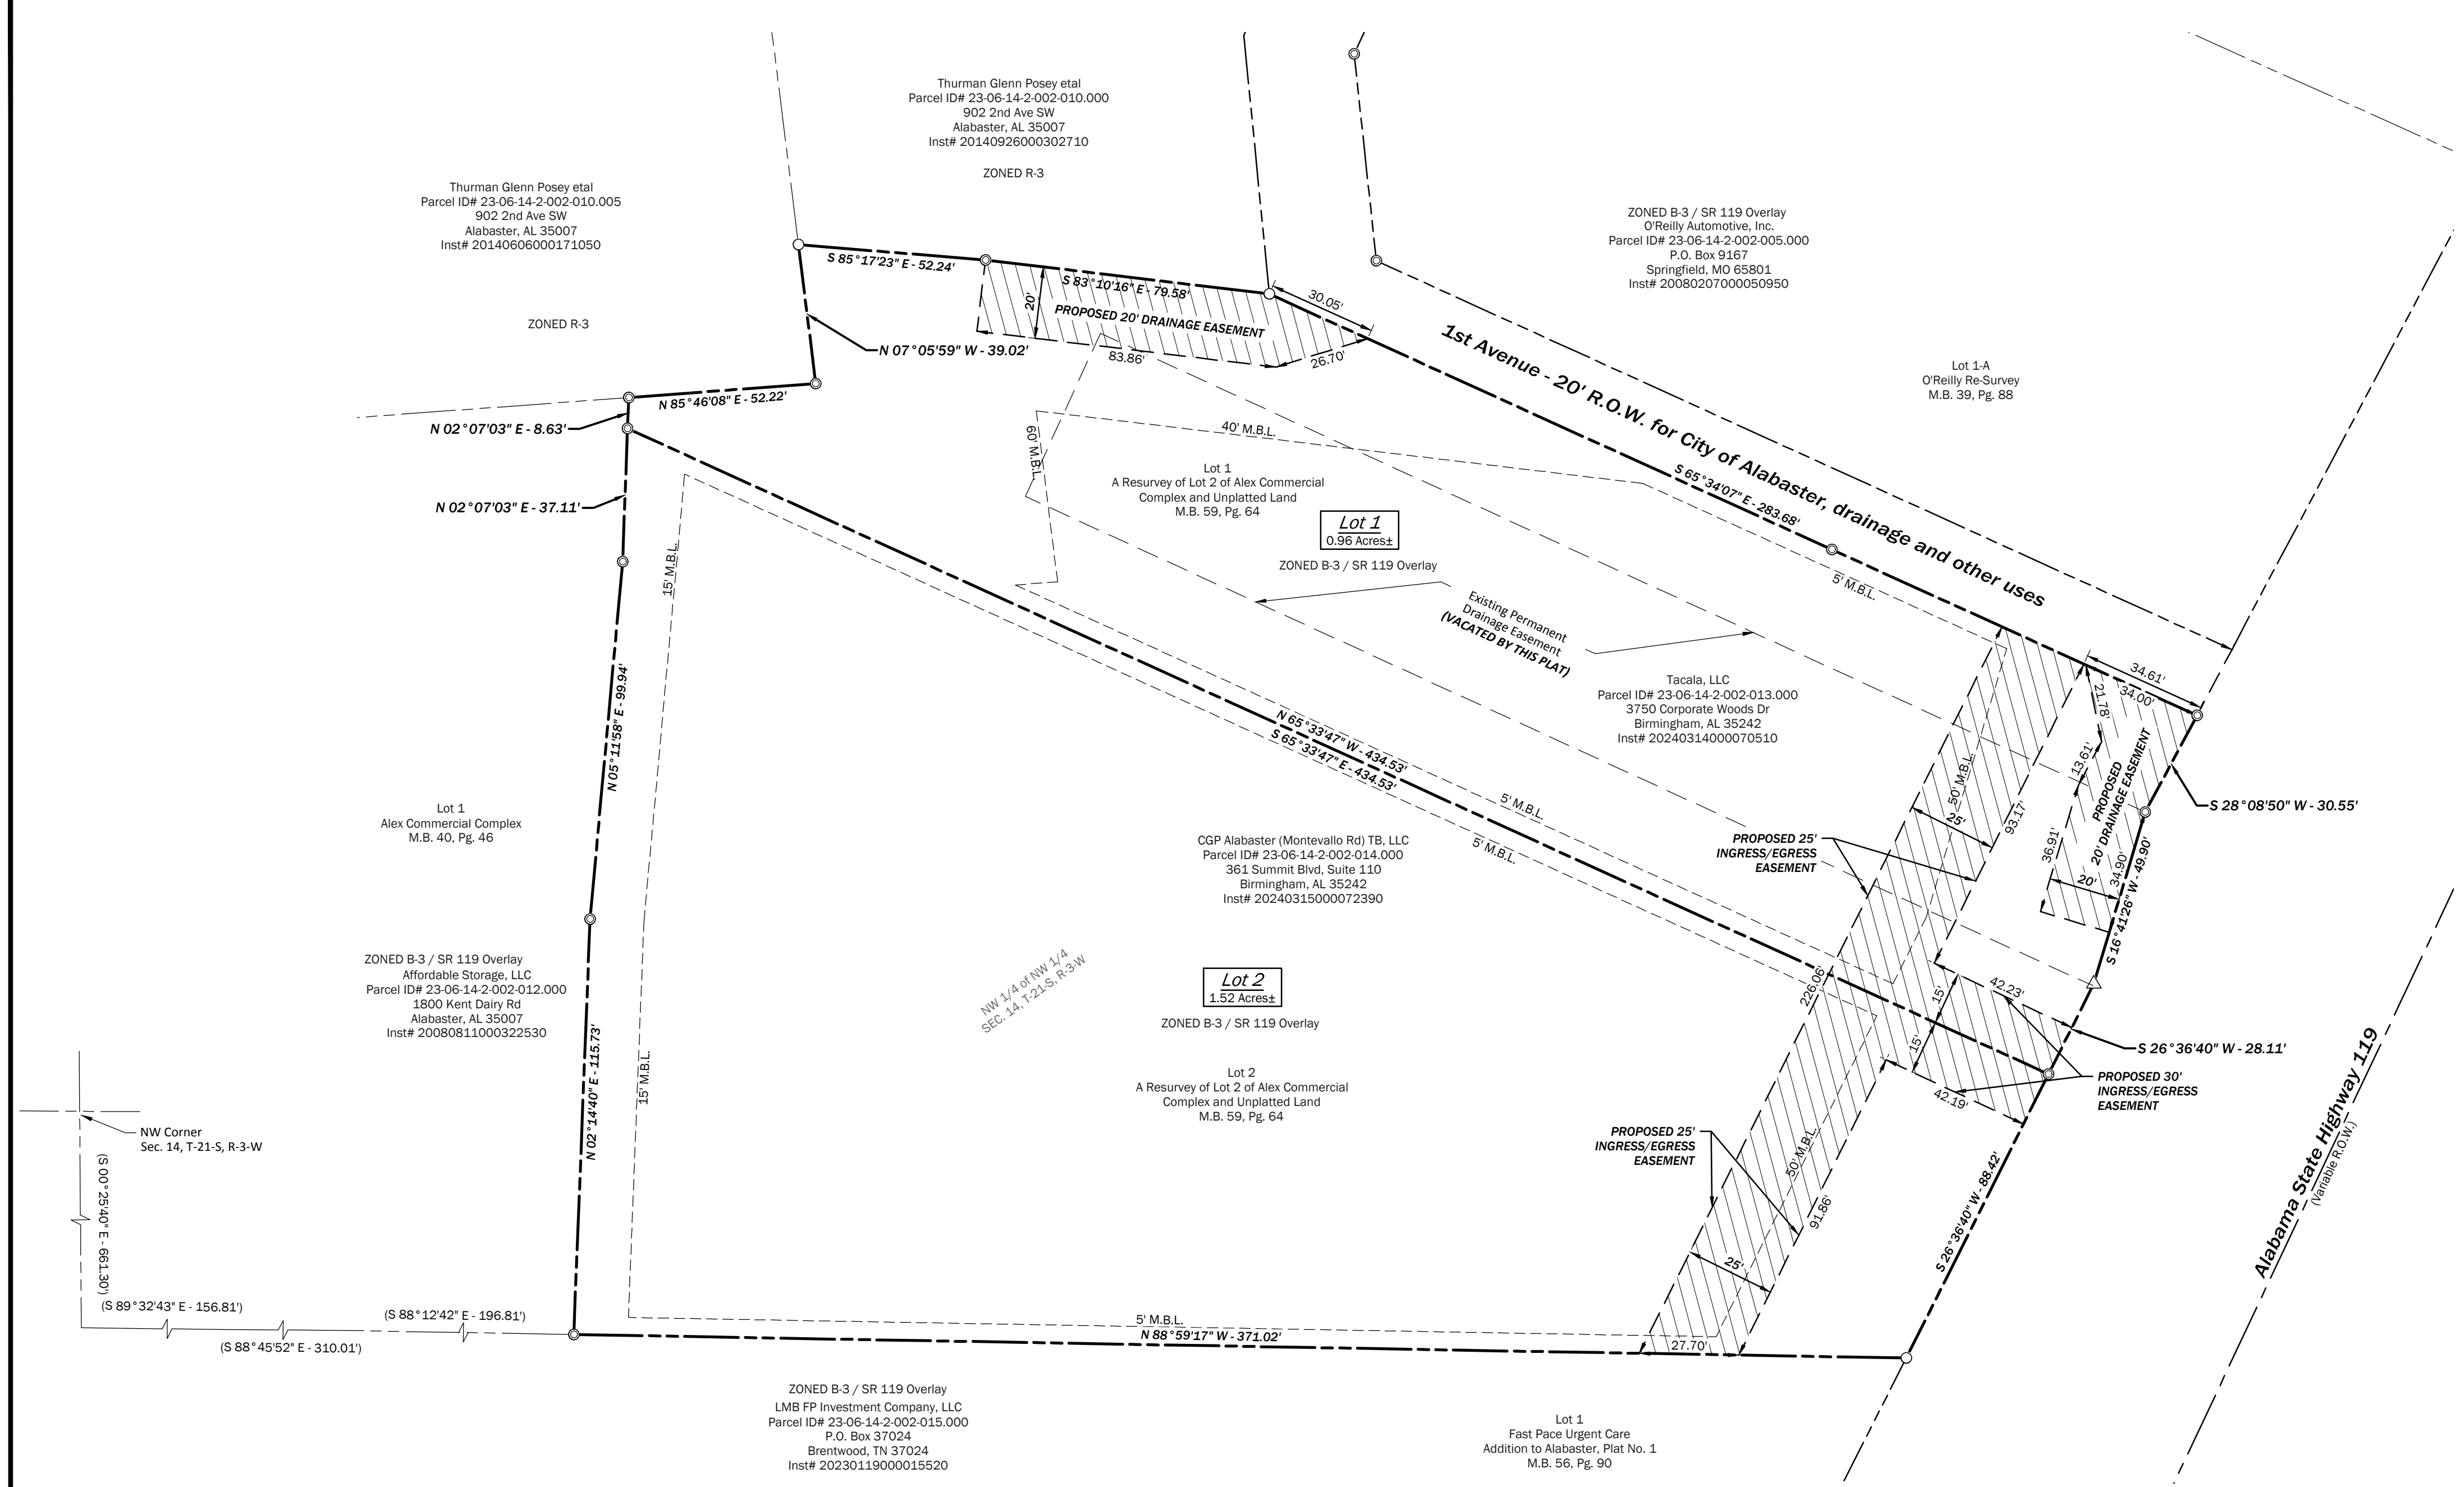 Thurman Glenn Posey etal
Parcel ID# 23-06-14-2-002-010.000
902 2nd Ave SW
Alabaster, AL 35007
Inst# 20140926000302710
ZONED R-3
Thurman Glenn Posey etal
Parcel ID# 23-06-14-2-002-010.005
902 2nd Ave SW
Alabaster, AL 35007
Inst# 20140606000171050
ZONED R-3
ZONED B-3 / SR 119 Overlay
O'Reilly Automotive, Inc.
Parcel ID# 23-06-14-2-002-005.000
P.O. Box 9167
Springfield, MO 65801
Inst# 20080207000050950
Lot 1-A
O'Reilly Re-Survey
M.B. 39, Pg. 88
S 85°17'23" E - 52.24'
S 83°10'16" E - 79.58'
20'
PROPOSED 20' DRAINAGE EASEMENT
30.05'
83.86'
26.70'
N 07°05'59" W - 39.02'
N 85°46'08" E - 52.22'
N 02°07'03" E - 8.63'
N 02°07'03" E - 37.11'
1st Avenue - 20' R.O.W. for City of Alabaster, drainage and other uses
S 65°34'07" E - 283.68'
40' M.B.L.
60' M.B.L.
15' M.B.L.
5' M.B.L.
Lot 1
A Resurvey of Lot 2 of Alex Commercial
Complex and Unplatted Land
M.B. 59, Pg. 64
Lot 1
0.96 Acres±
ZONED B-3 / SR 119 Overlay
Existing Permanent
Drainage Easement
(VACATED BY THIS PLAT)
Tacala, LLC
Parcel ID# 23-06-14-2-002-013.000
3750 Corporate Woods Dr
Birmingham, AL 35242
Inst# 20240314000070510
34.61'
34.00'
21.78'
13.61'
36.91'
PROPOSED
20' DRAINAGE EASEMENT
34.90'
20'
S 28°08'50" W - 30.55'
S 16°41'26" W - 49.90'
50' M.B.L.
25'
93.17'
PROPOSED 25'
INGRESS/EGRESS
EASEMENT
N 65°33'47" W - 434.53'
S 65°33'47" E - 434.53'
5' M.B.L.
5' M.B.L.
N 05°11'58" E - 99.94'
Lot 1
Alex Commercial Complex
M.B. 40, Pg. 46
ZONED B-3 / SR 119 Overlay
Affordable Storage, LLC
Parcel ID# 23-06-14-2-002-012.000
1800 Kent Dairy Rd
Alabaster, AL 35007
Inst# 20080811000322530
CGP Alabaster (Montevallo Rd) TB, LLC
Parcel ID# 23-06-14-2-002-014.000
361 Summit Blvd, Suite 110
Birmingham, AL 35242
Inst# 20240315000072390
NW 1/4 of NW 1/4
SEC. 14, T-21-S, R-3-W
Lot 2
1.52 Acres±
ZONED B-3 / SR 119 Overlay
Lot 2
A Resurvey of Lot 2 of Alex Commercial
Complex and Unplatted Land
M.B. 59, Pg. 64
226.06'
15'
15'
42.23'
42.19'
S 26°36'40" W - 28.11'
PROPOSED 30'
INGRESS/EGRESS
EASEMENT
PROPOSED 25'
INGRESS/EGRESS
EASEMENT
50' M.B.L.
91.86'
25'
S 26°36'40" W - 88.42'
Alabama State Highway 119
(Variable R.O.W.)
N 02°14'40" E - 115.73'
15' M.B.L.
NW Corner
Sec. 14, T-21-S, R-3-W
(S 00°25'40" E - 661.30')
(S 89°32'43" E - 156.81')
(S 88°45'52" E - 310.01')
(S 88°12'42" E - 196.81')
5' M.B.L.
N 88°59'17" W - 371.02'
27.70'
ZONED B-3 / SR 119 Overlay
LMB FP Investment Company, LLC
Parcel ID# 23-06-14-2-002-015.000
P.O. Box 37024
Brentwood, TN 37024
Inst# 20230119000015520
Lot 1
Fast Pace Urgent Care
Addition to Alabaster, Plat No. 1
M.B. 56, Pg. 90